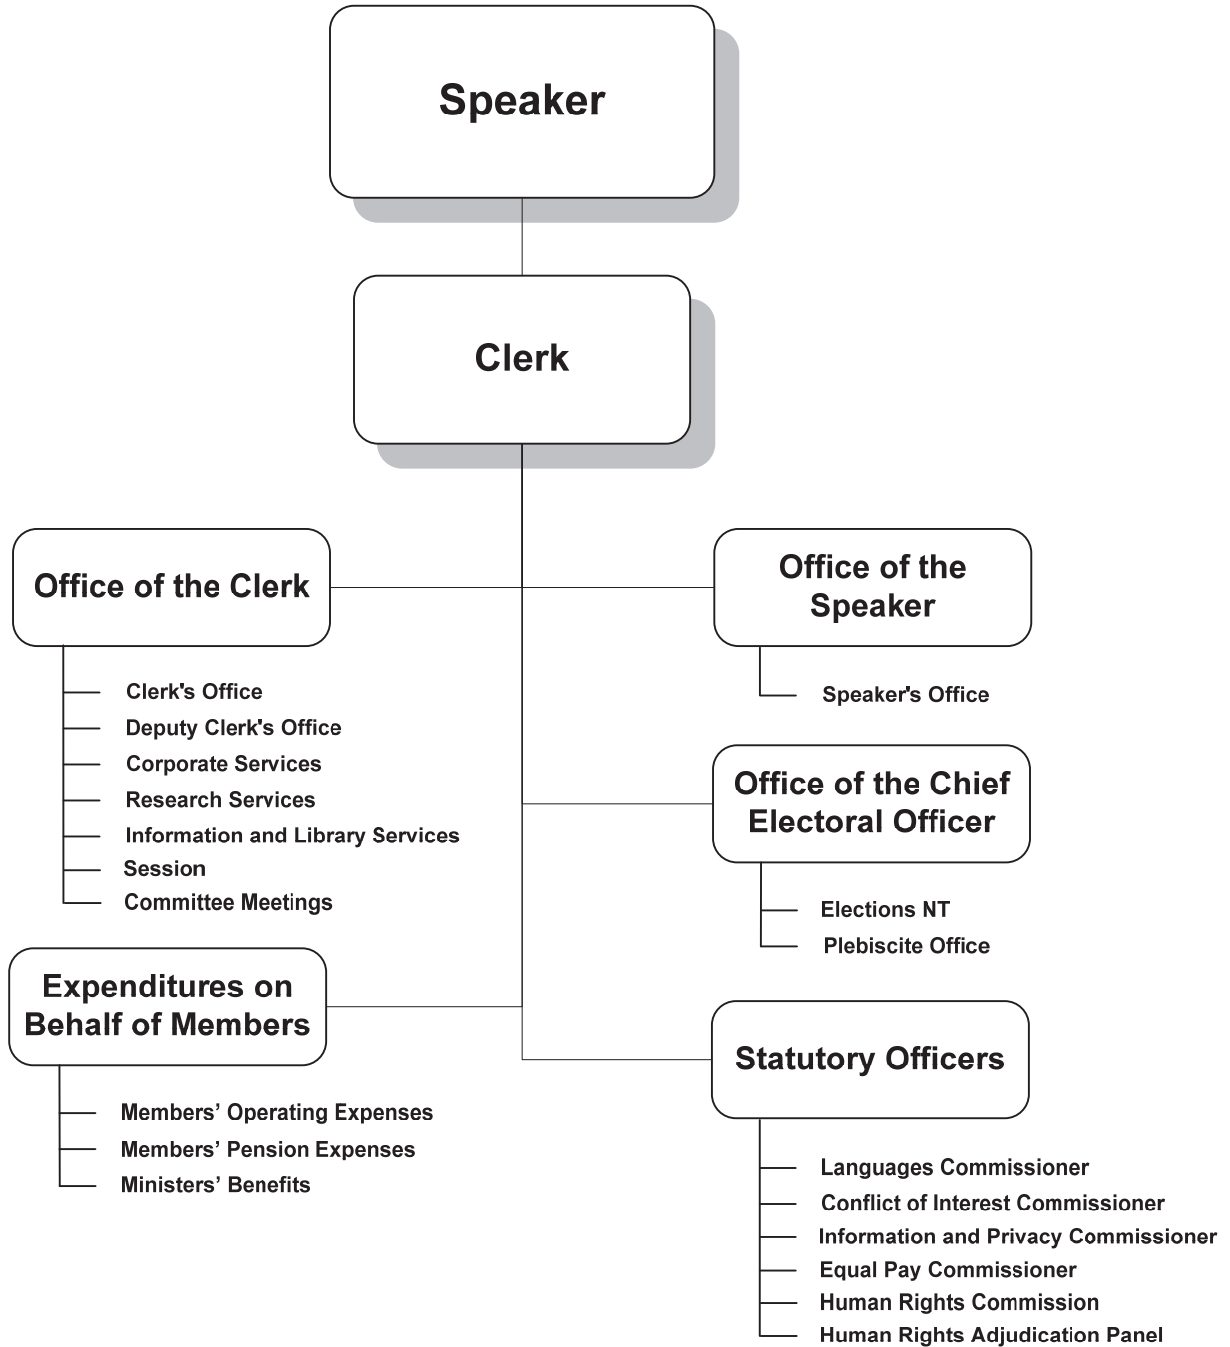 Speaker
Clerk
Office of the Clerk
Clerk's Office
Deputy Clerk's Office
Corporate Services
Research Services
Information and Library Services
Session
Committee Meetings
Expenditures on
Behalf of Members
Members’ Operating Expenses
Members’ Pension Expenses
Ministers’ Benefits
Office of the
Speaker
Speaker's Office
Office of the Chief
Electoral Officer
Elections NT
Plebiscite Office
Statutory Officers
Languages Commissioner
Conflict of Interest Commissioner
Information and Privacy Commissioner
Equal Pay Commissioner
Human Rights Commission
Human Rights Adjudication Panel